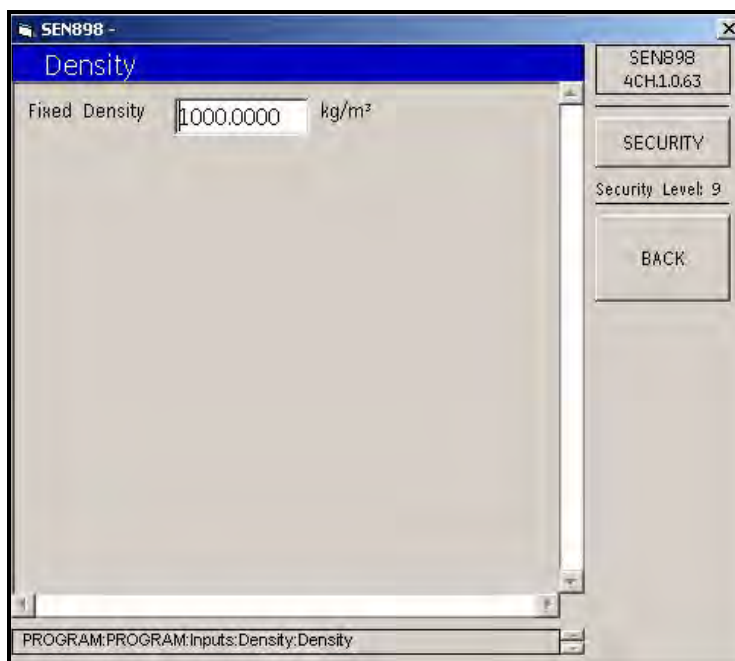 SEN898 -
Density
Fixed Density 1000.0000 kg/m³
SEN898
4CH.1.0.63
SECURITY
Security Level: 9
BACK
PROGRAM:PROGRAM:Inputs:Density:Density